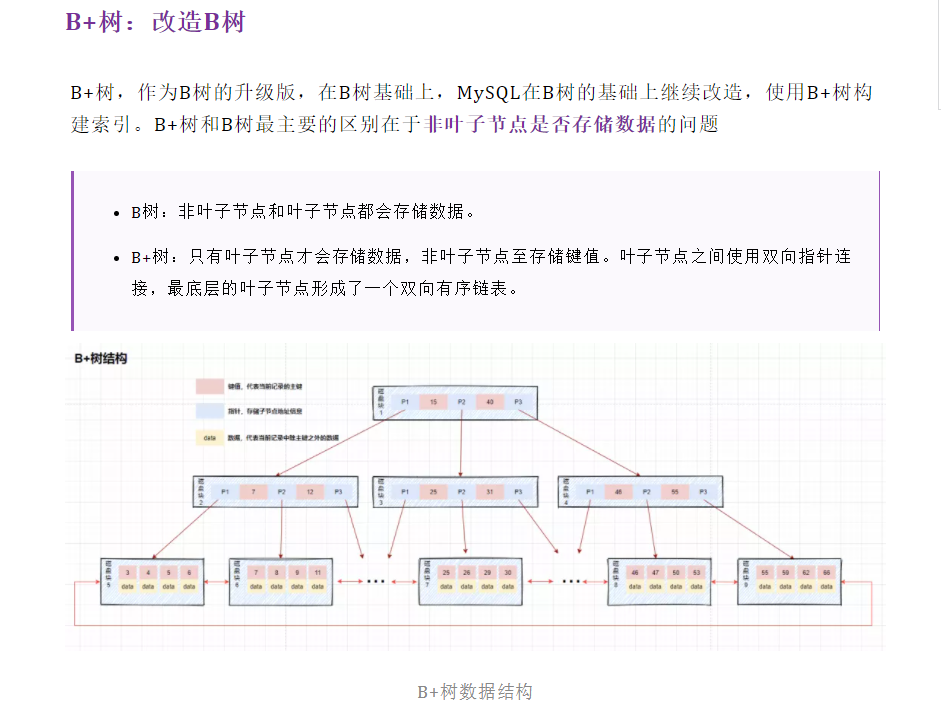 B+树：改造B树
B+树，作为B树的升级版，在B树基础上，MySQL在B树的基础上继续改造，使用B+树构
建索引。B+树和B树最主要的区别在于非叶子节点是否存储数据的问题
B树：非叶子节点和叶子节点都会存储数据。
B+树：只有叶子节点才会存储数据，非叶子节点至存储键值。叶子节点之间使用双向指针连
接，最底层的叶子节点形成了一个双向有序链表。
B+树结构
键值，代表当前记录的主键
指针，存储子节点地址信息
data 数据，代表当前记录中除主键之外的数据
磁盘块1 P1 15 P2 40 P3
磁盘块2 P1 7 P2 12 P3
磁盘块3 P1 25 P2 31 P3
磁盘块4 P1 46 P2 55 P3
磁盘块5 3 4 5 6
data data data data
磁盘块6 7 8 9 11
data data data data
磁盘块7 25 26 29 30
data data data data
磁盘块8 46 47 50 53
data data data data
磁盘块9 55 58 62 66
data data data data
B+树数据结构